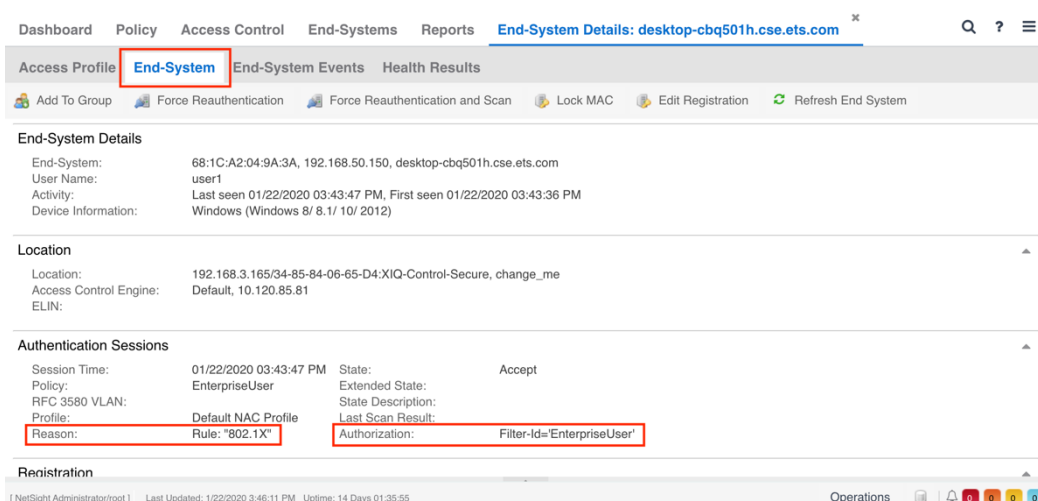 Dashboard Policy Access Control End-Systems Reports End-System Details: desktop-cbq501h.cse.ets.com
Access Profile End-System End-System Events Health Results
Add To Group Force Reauthentication Force Reauthentication and Scan Lock MAC Edit Registration Refresh End System
End-System Details
End-System: 68:1C:A2:04:9A:3A, 192.168.50.150, desktop-cbq501h.cse.ets.com
User Name: user1
Activity: Last seen 01/22/2020 03:43:47 PM, First seen 01/22/2020 03:43:36 PM
Device Information: Windows (Windows 8/ 8.1/ 10/ 2012)
Location
Location: 192.168.3.165/34-85-84-06-65-D4:XIQ-Control-Secure, change_me
Access Control Engine: Default, 10.120.85.81
ELIN:
Authentication Sessions
Session Time: 01/22/2020 03:43:47 PM State: Accept
Policy: EnterpriseUser Extended State:
RFC 3580 VLAN: State Description:
Profile: Default NAC Profile Last Scan Result:
Reason: Rule: "802.1X" Authorization: Filter-Id='EnterpriseUser'
Registration
[ NetSight Administrator/root ] Last Updated: 1/22/2020 3:46:11 PM Uptime: 14 Days 01:35:55 Operations 0 0 0 0